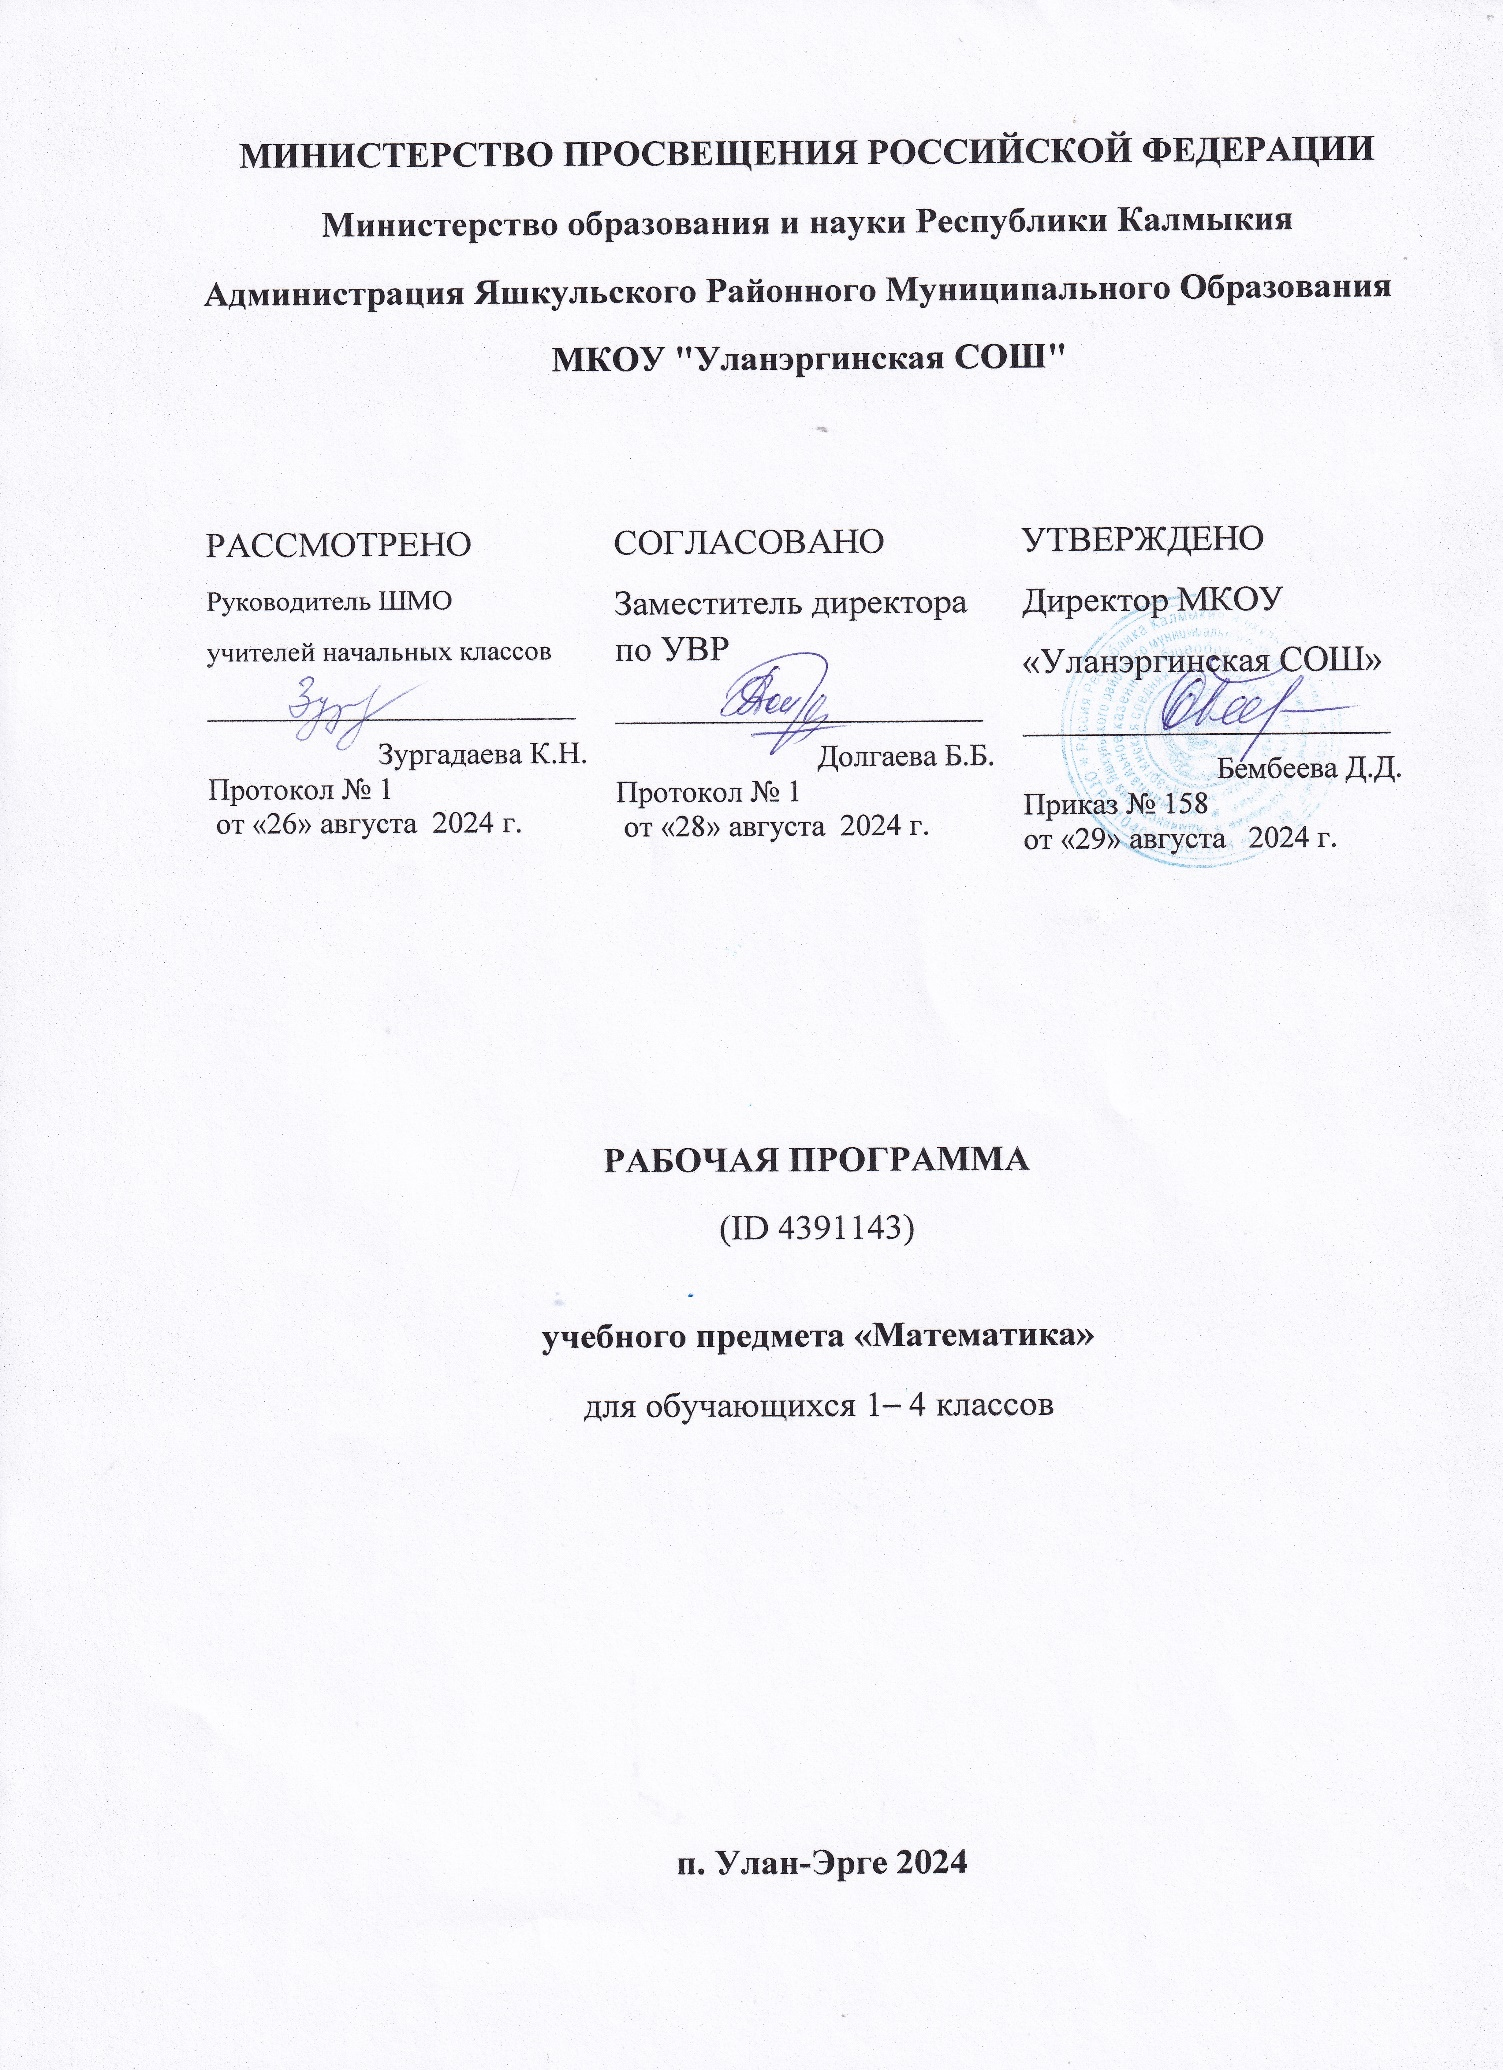 МИНИСТЕРСТВО ПРОСВЕЩЕНИЯ РОССИЙСКОЙ ФЕДЕРАЦИИ
Министерство образования и науки Республики Калмыкия
Администрация Яшкульского Районного Муниципального Образования
МКОУ "Уланэргинская СОШ"
РАССМОТРЕНО
Руководитель ШМО
учителей начальных классов
Зургадаева К.Н.
Протокол № 1
от «26» августа 2024 г.
СОГЛАСОВАНО
Заместитель директора
по УВР
Долгаева Б.Б.
Протокол № 1
от «28» августа 2024 г.
УТВЕРЖДЕНО
Директор МКОУ
«Уланэргинская СОШ»
Бембеева Д.Д.
Приказ № 158
от «29» августа 2024 г.
РАБОЧАЯ ПРОГРАММА
(ID 4391143)
учебного предмета «Математика»
для обучающихся 1– 4 классов
п. Улан-Эрге 2024